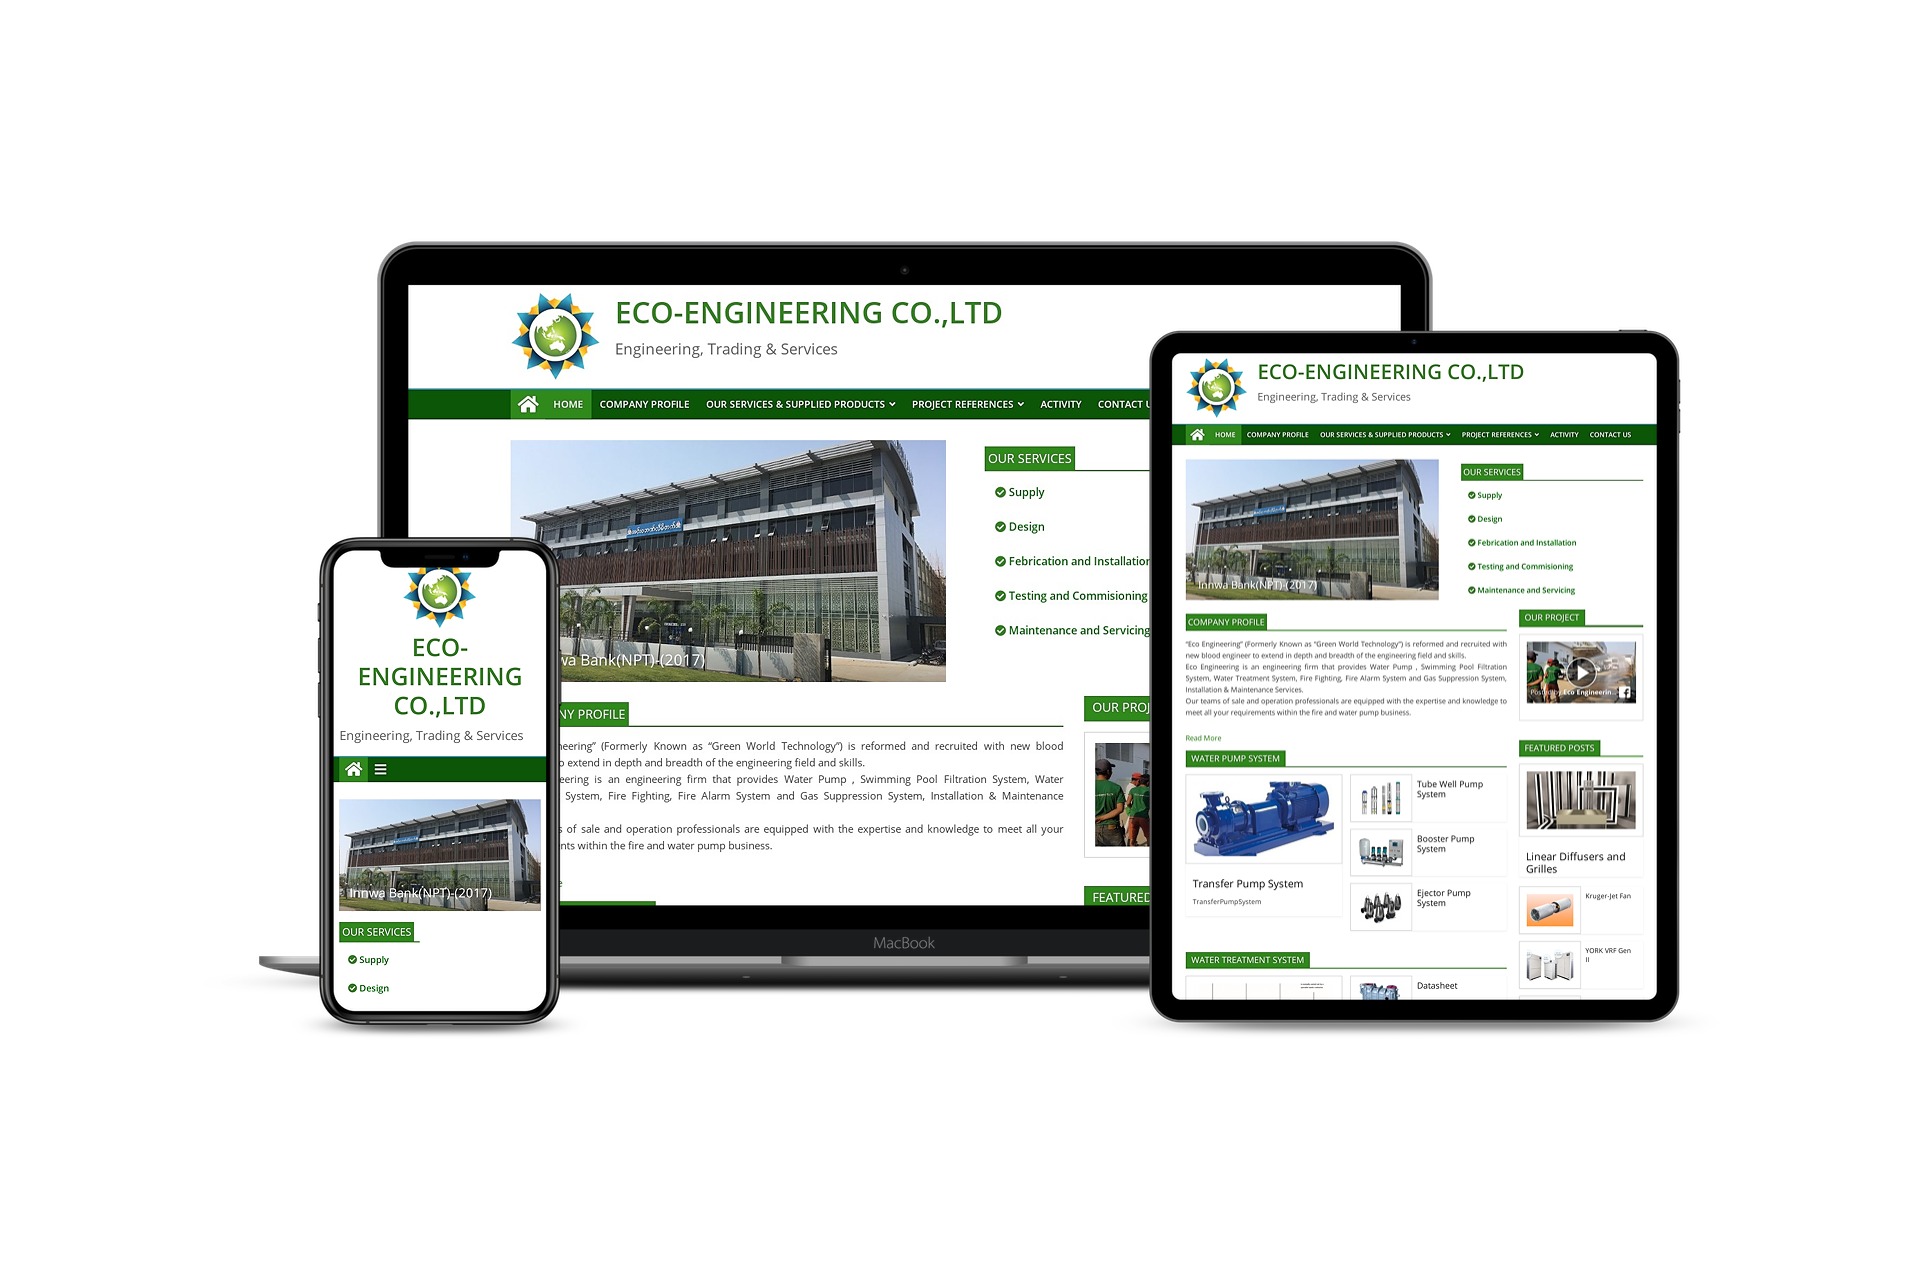 ECO-ENGINEERING CO.,LTD
Engineering, Trading & Services
HOME COMPANY PROFILE OUR SERVICES & SUPPLIED PRODUCTS PROJECT REFERENCES ACTIVITY CONTACT
OUR SERVICES
Supply
Design
Febrication and Installation
Testing and Commisioning
Maintenance and Servicing
Bank(NPT)-(2017)
PROFILE
(Formerly Known as “Green World Technology”) is reformed and recruited with new blood
extend in depth and breadth of the engineering field and skills.
is an engineering firm that provides Water Pump , Swimming Pool Filtration System, Water
System, Fire Fighting, Fire Alarm System and Gas Suppression System, Installation & Maintenance
of sale and operation professionals are equipped with the expertise and knowledge to meet all your
within the fire and water pump business.
OUR
FEATURED
MacBook
ECO-
ENGINEERING
CO.,LTD
Engineering, Trading & Services
Innwa Bank(NPT)-(2017)
OUR SERVICES
Supply
Design
ECO-ENGINEERING CO.,LTD
Engineering, Trading & Services
HOME COMPANY PROFILE OUR SERVICES & SUPPLIED PRODUCTS PROJECT REFERENCES ACTIVITY CONTACT US
Innwa Bank(NPT)-(2017)
OUR SERVICES
Supply
Design
Febrication and Installation
Testing and Commisioning
Maintenance and Servicing
COMPANY PROFILE
“Eco Engineering” (Formerly Known as “Green World Technology”) is reformed and recruited with
new blood engineer to extend in depth and breadth of the engineering field and skills.
Eco Engineering is an engineering firm that provides Water Pump , Swimming Pool Filtration
System, Water Treatment System, Fire Fighting, Fire Alarm System and Gas Suppression System,
Installation & Maintenance Services.
Our teams of sale and operation professionals are equipped with the expertise and knowledge to
meet all your requirements within the fire and water pump business.
Read More
WATER PUMP SYSTEM
Transfer Pump System
TransferPumpSystem
Tube Well Pump
System
Booster Pump
System
Ejector Pump
System
WATER TREATMENT SYSTEM
Datasheet
OUR PROJECT
Posted by Eco Engineerin...
FEATURED POSTS
Linear Diffusers and
Grilles
Kruger-Jet Fan
YORK VRF Gen
II